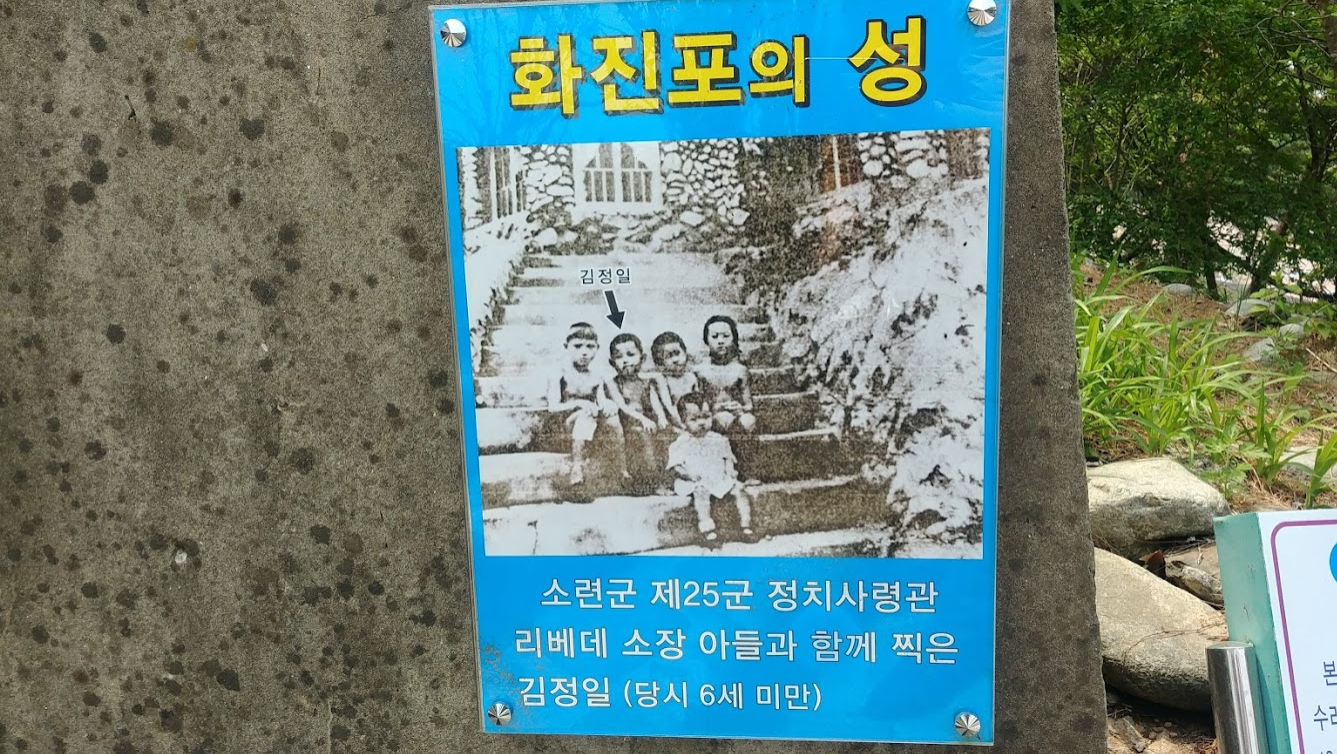 화진포의 성
김정일
소련군 제25군 정치사령관
리베데 소장 아들과 함께 찍은
김정일 (당시 6세 미만)
본